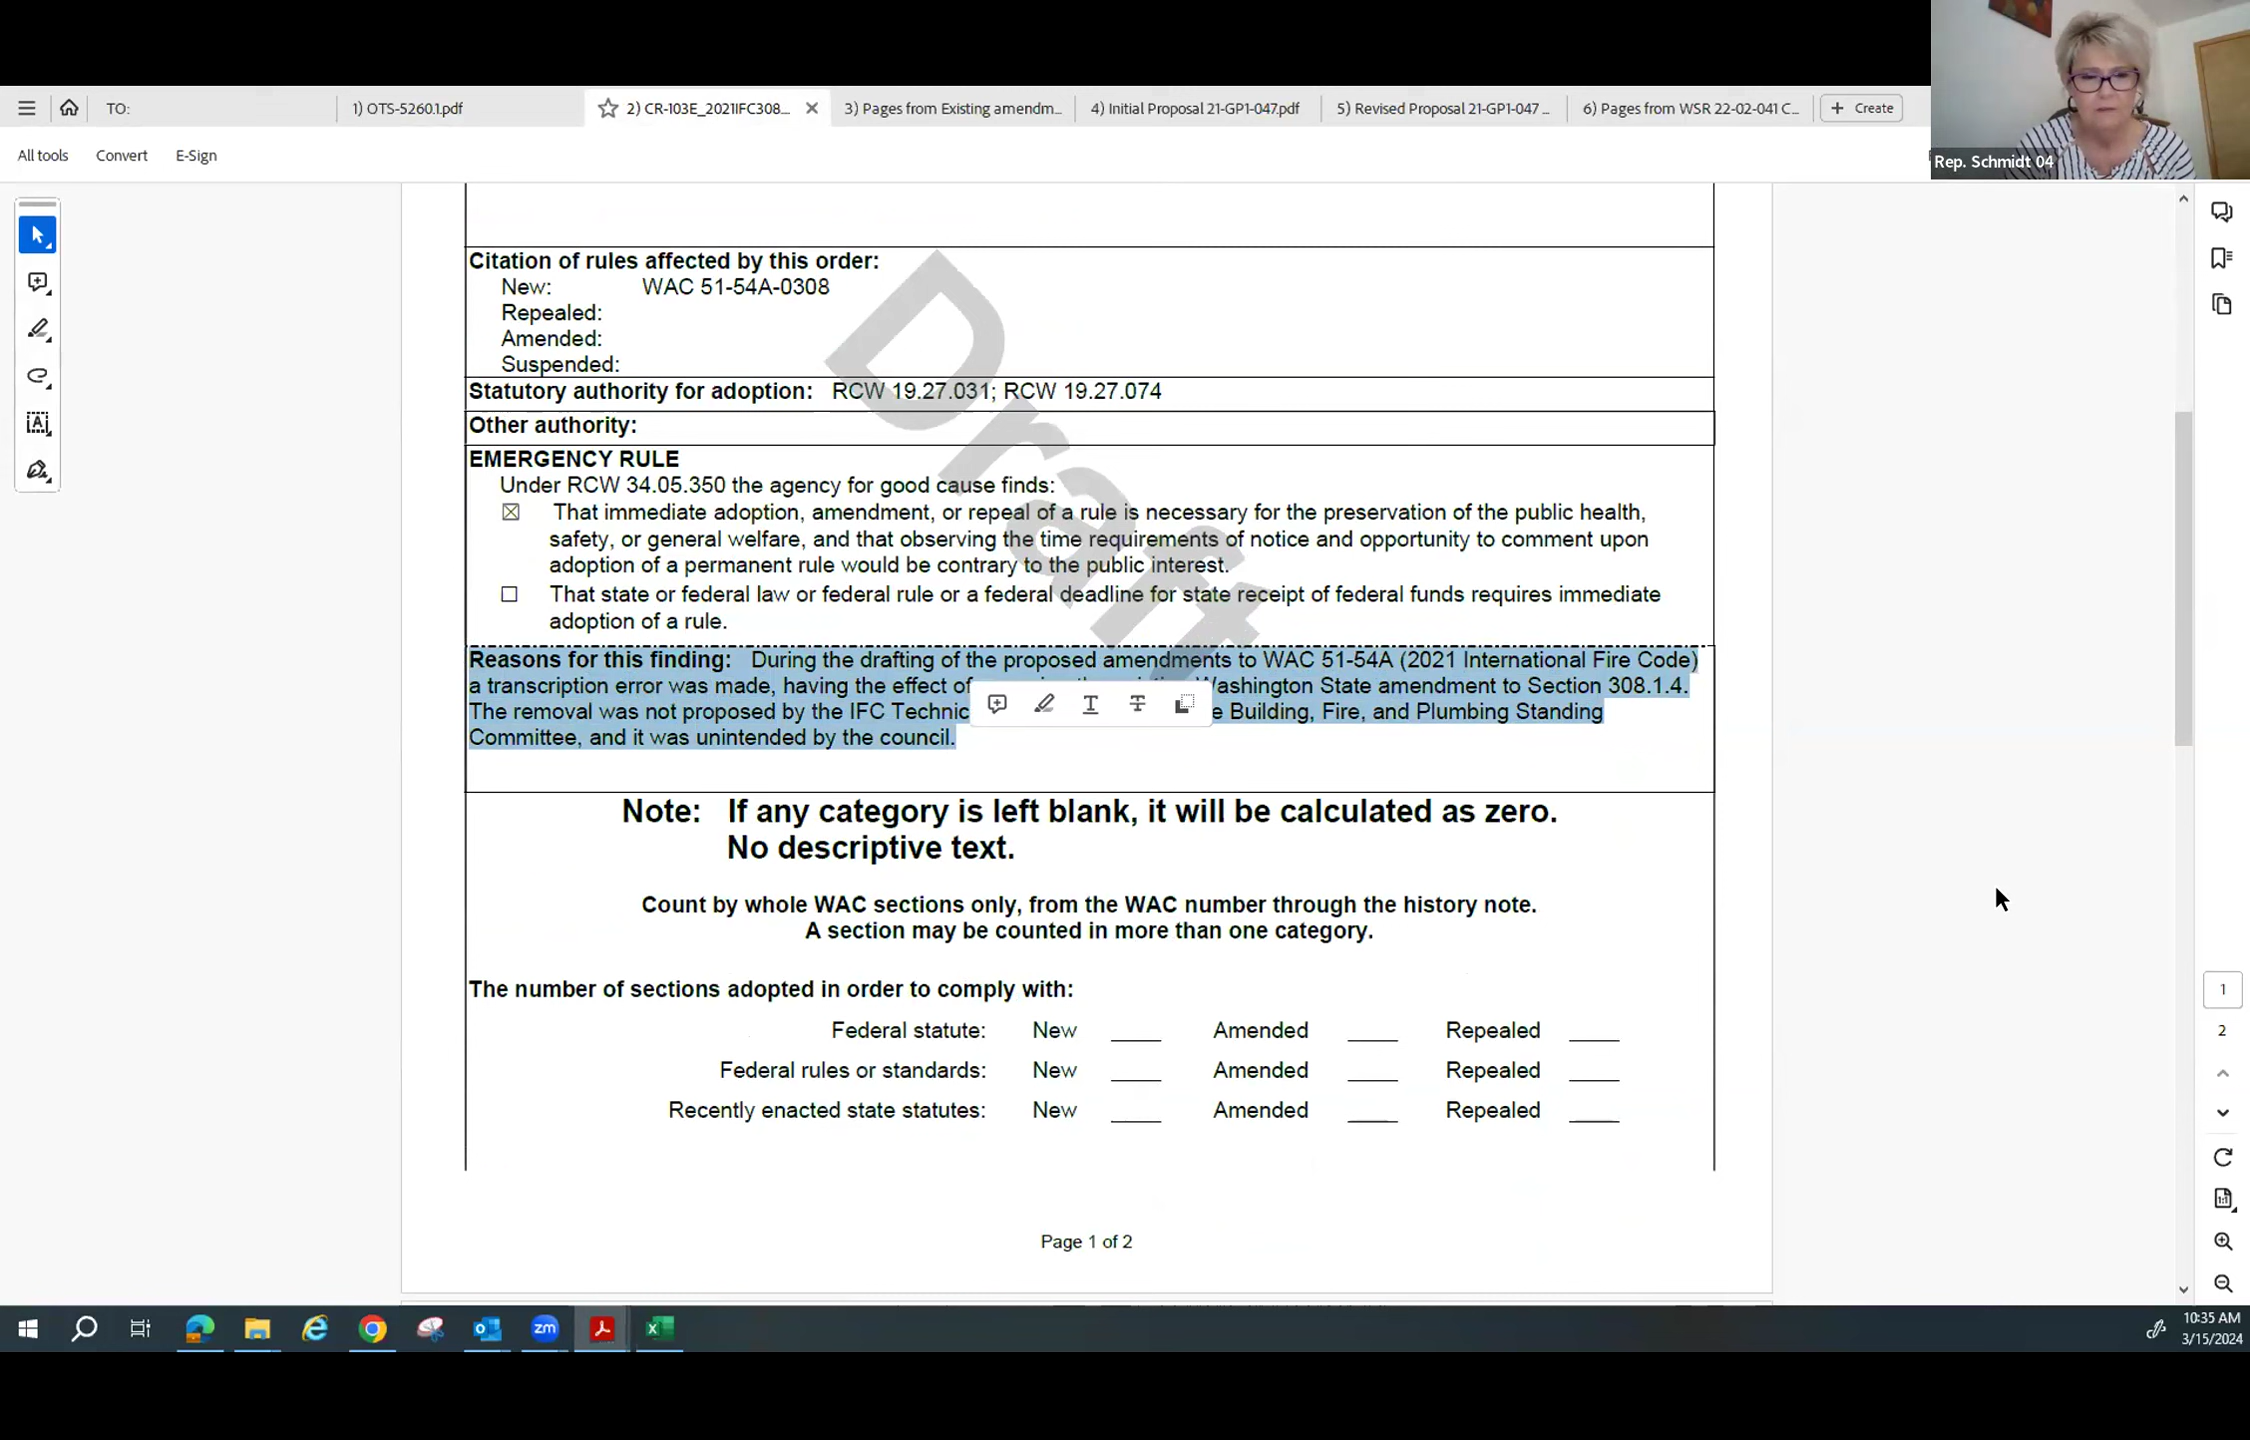 Rep. Schmidt 04
TO:
1) OTS-5260.1.pdf
2) CR-103E_2021IFC308...
3) Pages from Existing amendm...
4) Initial Proposal 21-GP1-047.pdf
5) Revised Proposal 21-GP1-047 ...
6) Pages from WSR 22-02-041 C...
Create
All tools
Convert
E-Sign
Citation of rules affected by this order:
New: WAC 51-54A-0308
Repealed:
Amended:
Suspended:
Statutory authority for adoption: RCW 19.27.031; RCW 19.27.074
Other authority:
EMERGENCY RULE
Under RCW 34.05.350 the agency for good cause finds:
☒ That immediate adoption, amendment, or repeal of a rule is necessary for the preservation of the public health,
safety, or general welfare, and that observing the time requirements of notice and opportunity to comment upon
adoption of a permanent rule would be contrary to the public interest.
☐ That state or federal law or federal rule or a federal deadline for state receipt of federal funds requires immediate
adoption of a rule.
Reasons for this finding: During the drafting of the proposed amendments to WAC 51-54A (2021 International Fire Code)
a transcription error was made, having the effect of Washington State amendment to Section 308.1.4.
The removal was not proposed by the IFC Technic Building, Fire, and Plumbing Standing
Committee, and it was unintended by the council.
Draft
Note: If any category is left blank, it will be calculated as zero.
No descriptive text.
Count by whole WAC sections only, from the WAC number through the history note.
A section may be counted in more than one category.
The number of sections adopted in order to comply with:
Federal statute: New ____ Amended ____ Repealed ____
Federal rules or standards: New ____ Amended ____ Repealed ____
Recently enacted state statutes: New ____ Amended ____ Repealed ____
Page 1 of 2
1
2
10:35 AM
3/15/2024